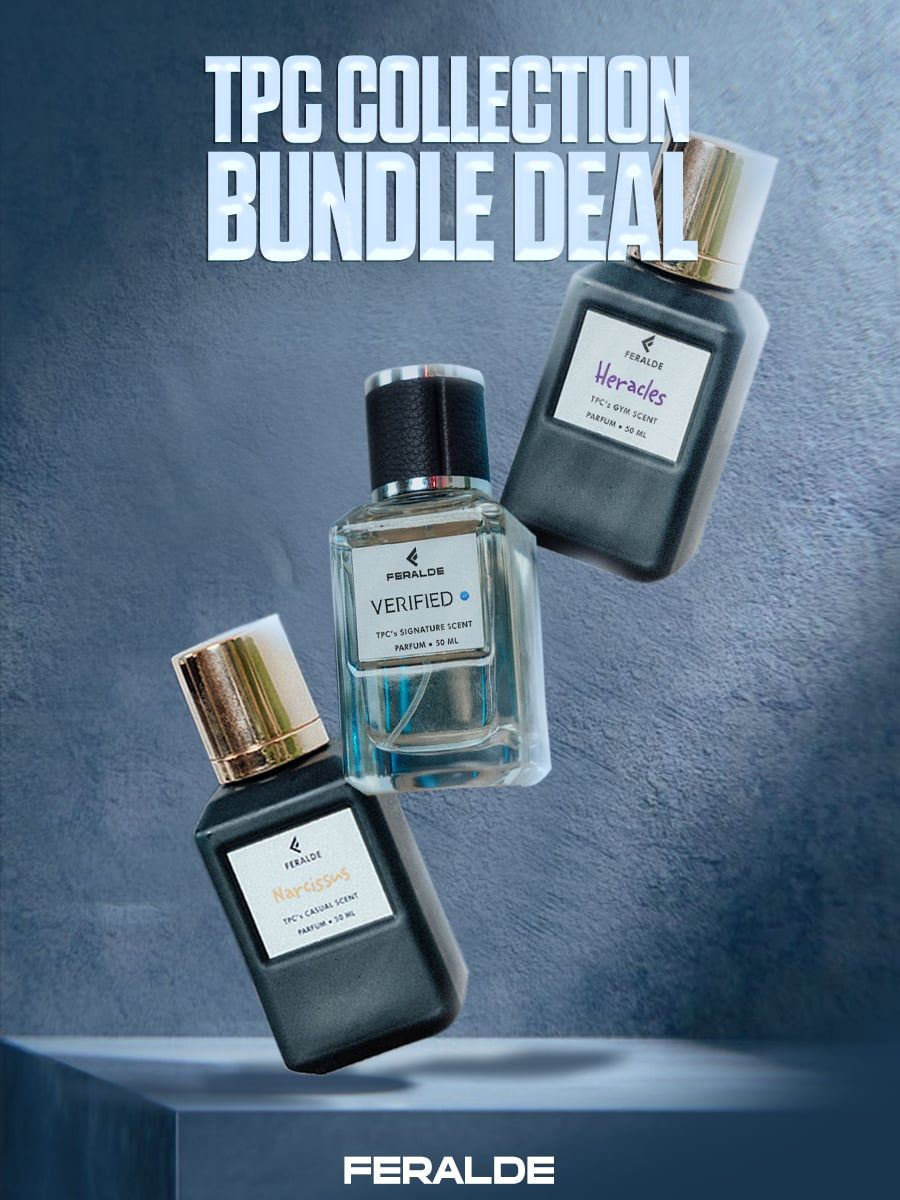 TPC COLLECTION
BUNDLE DEAL
FERALDE
Heracles
TPC's GYM SCENT
PARFUM • 50 ML
FERALDE
VERIFIED
TPC's SIGNATURE SCENT
PARFUM • 50 ML
FERALDE
Narcissus
TPC's CASUAL SCENT
PARFUM • 50 ML
FERALDE